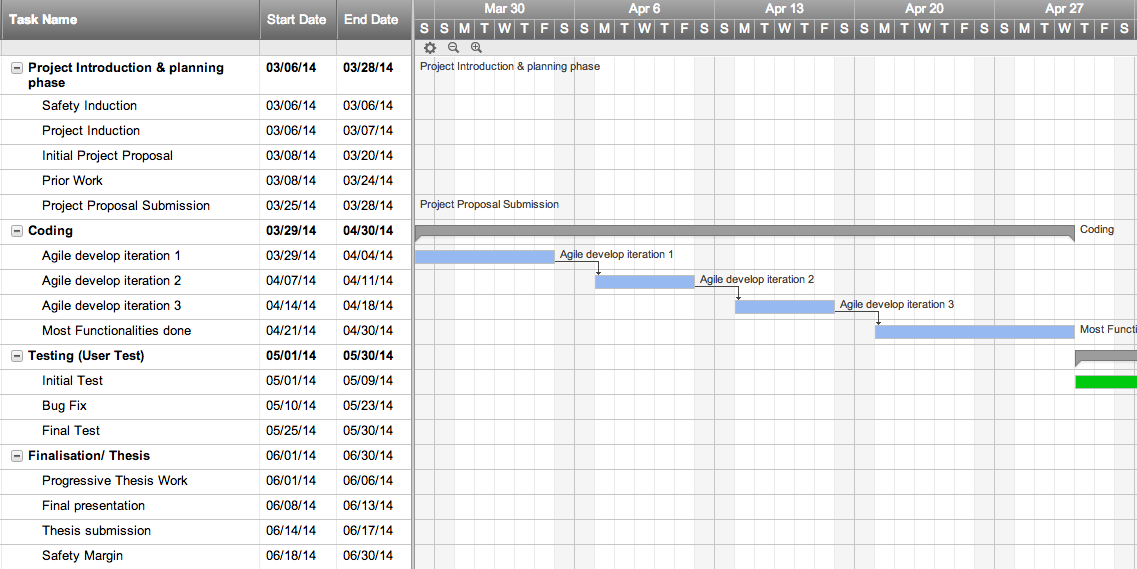 Task Name Start Date End Date Mar 30 Apr 6 Apr 13 Apr 20 Apr 27
S S M T W T F S S M T W T F S S M T W T F S S M T W T F S S M T W T F S
Project Introduction & planning phase 03/06/14 03/28/14 Project Introduction & planning phase
Safety Induction 03/06/14 03/06/14
Project Induction 03/06/14 03/07/14
Initial Project Proposal 03/08/14 03/20/14
Prior Work 03/08/14 03/24/14
Project Proposal Submission 03/25/14 03/28/14 Project Proposal Submission
Coding 03/29/14 04/30/14 Coding
Agile develop iteration 1 03/29/14 04/04/14 Agile develop iteration 1
Agile develop iteration 2 04/07/14 04/11/14 Agile develop iteration 2
Agile develop iteration 3 04/14/14 04/18/14 Agile develop iteration 3
Most Functionalities done 04/21/14 04/30/14 Most Functi
Testing (User Test) 05/01/14 05/30/14
Initial Test 05/01/14 05/09/14
Bug Fix 05/10/14 05/23/14
Final Test 05/25/14 05/30/14
Finalisation/ Thesis 06/01/14 06/30/14
Progressive Thesis Work 06/01/14 06/06/14
Final presentation 06/08/14 06/13/14
Thesis submission 06/14/14 06/17/14
Safety Margin 06/18/14 06/30/14